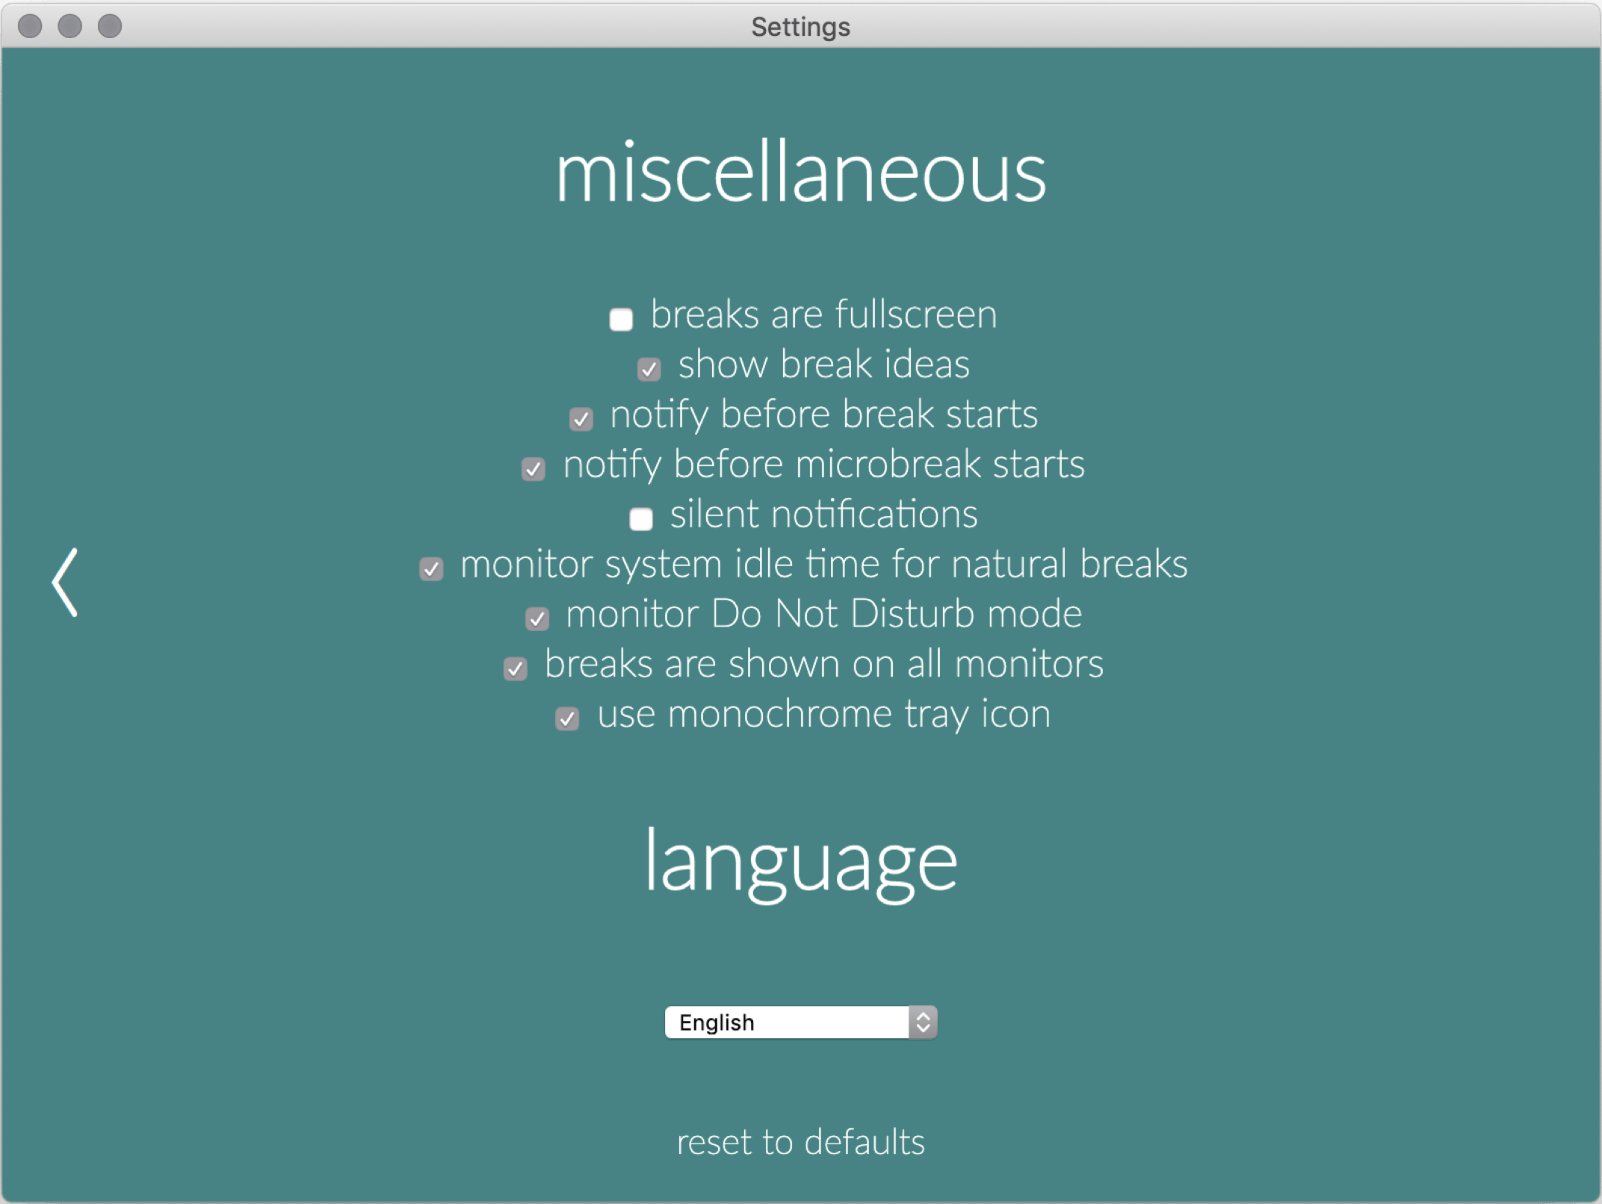 Settings
miscellaneous
breaks are fullscreen
show break ideas
notify before break starts
notify before microbreak starts
silent notifications
monitor system idle time for natural breaks
monitor Do Not Disturb mode
breaks are shown on all monitors
use monochrome tray icon
language
English
reset to defaults